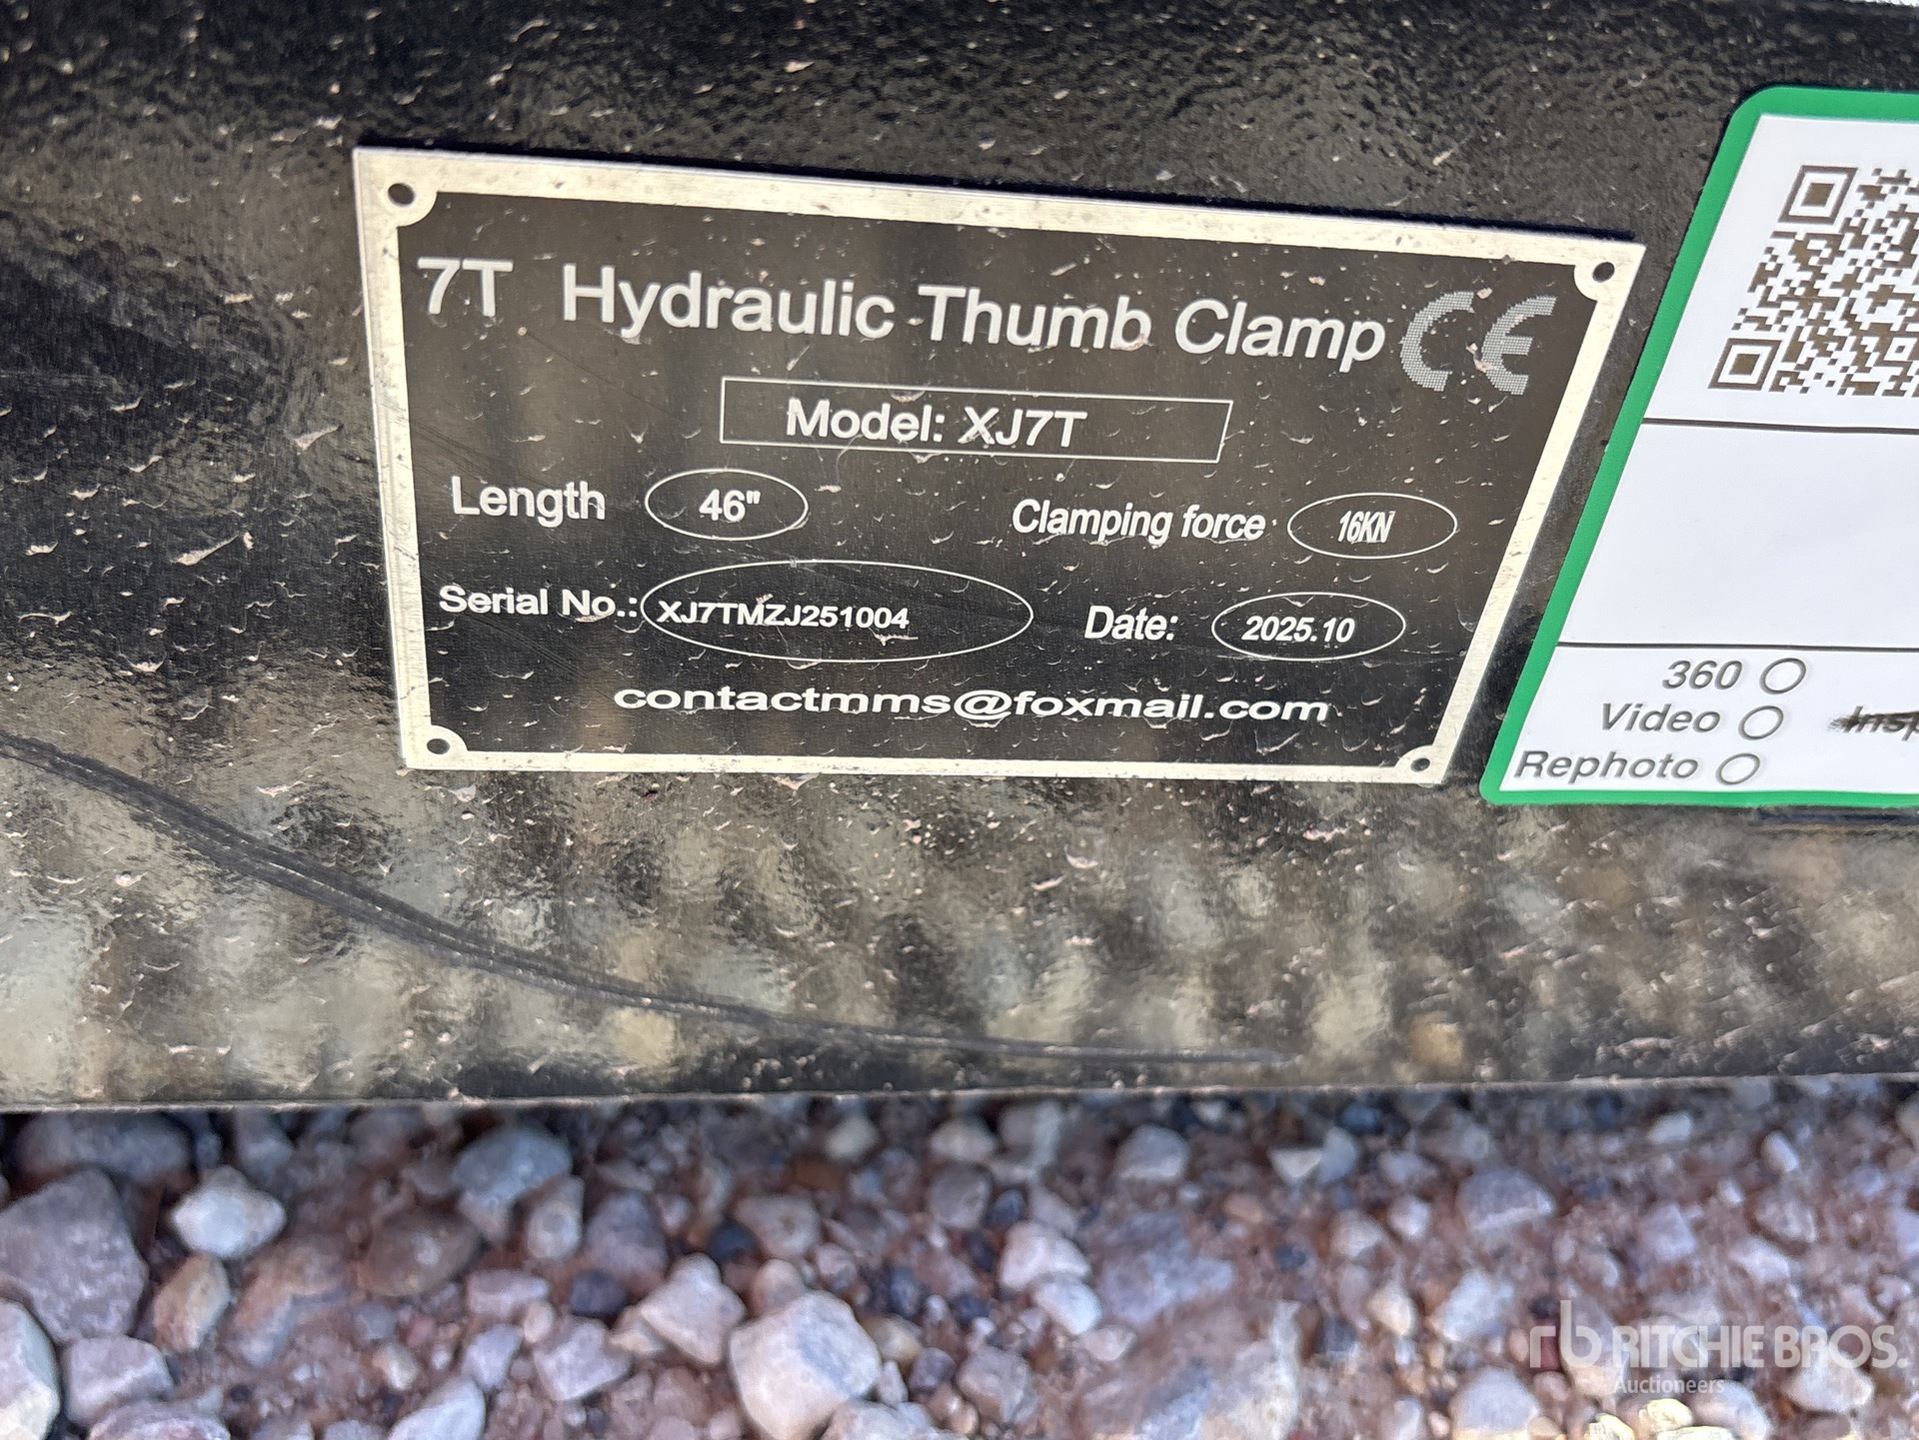 7T Hydraulic Thumb Clamp CE
Model: XJ7T
Length 46" Clamping force 16KN
Serial No.: XJ7TMZJ251004 Date: 2025.10
contactmms@foxmail.com
360
Video
Rephoto
rb RITCHIE BROS.
Auctioneers